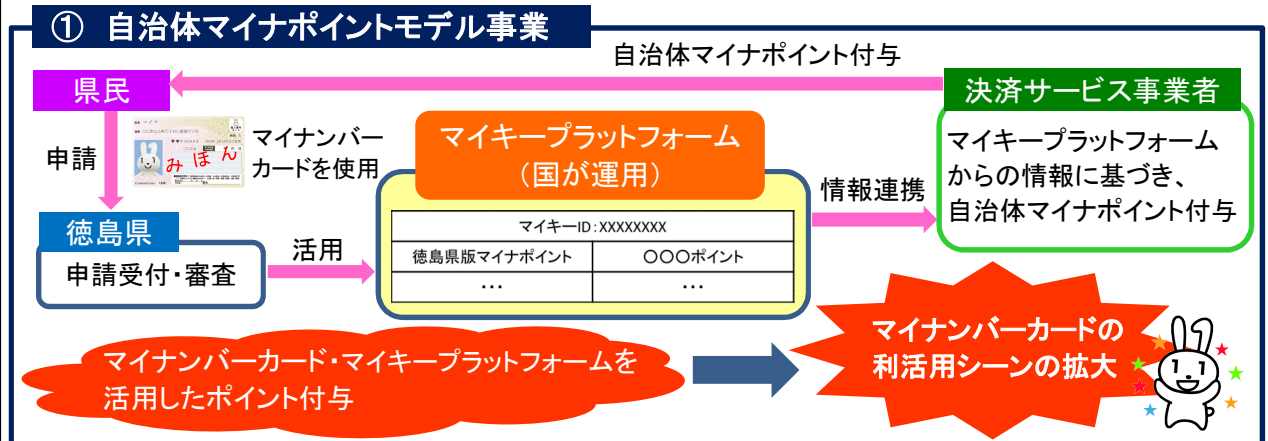 ① 自治体マイナポイントモデル事業
自治体マイナポイント付与
県民
決済サービス事業者
申請
みほん
マイナンバー
カードを使用
マイキープラットフォーム
(国が運用)
マイキープラットフォーム
からの情報に基づき、
自治体マイナポイント付与
情報連携
徳島県
申請受付・審査
活用
マイキーID:XXXXXXXX
徳島県版マイナポイント 〇〇〇ポイント
… …
マイナンバーカード・マイキープラットフォームを
活用したポイント付与
マイナンバーカードの
利活用シーンの拡大